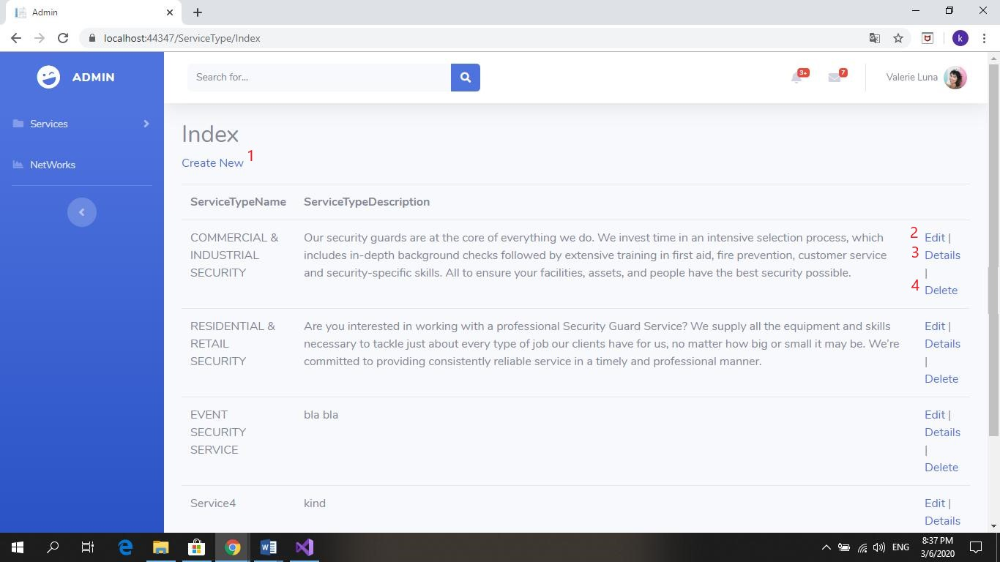 Admin
localhost:44347/ServiceType/Index
k
ADMIN
Search for...
3+
7
Valerie Luna
Services
NetWorks
Index
Create New 1
ServiceTypeName ServiceTypeDescription
COMMERCIAL & Our security guards are at the core of everything we do. We invest time in an intensive selection process, which 2 Edit |
INDUSTRIAL includes in-depth background checks followed by extensive training in first aid, fire prevention, customer service 3 Details
SECURITY and security-specific skills. All to ensure your facilities, assets, and people have the best security possible. |
4 Delete
RESIDENTIAL & Are you interested in working with a professional Security Guard Service? We supply all the equipment and skills Edit |
RETAIL necessary to tackle just about every type of job our clients have for us, no matter how big or small it may be. We’re Details
SECURITY committed to providing consistently reliable service in a timely and professional manner. |
Delete
EVENT bla bla Edit |
SECURITY Details
SERVICE |
Delete
Service4 kind Edit |
Details
ENG
8:37 PM
3/6/2020